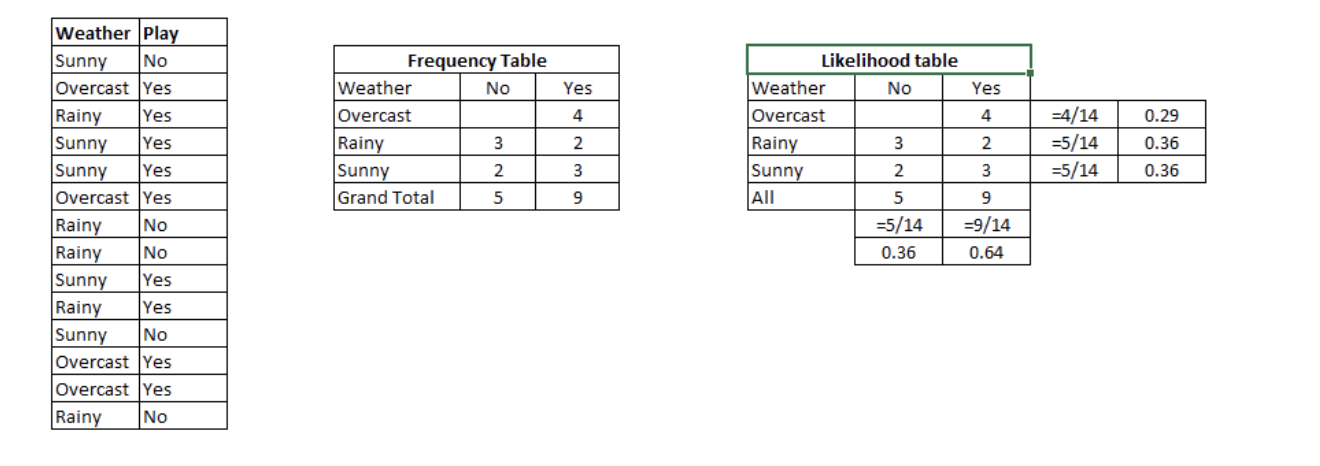 Weather Play
Sunny No
Overcast Yes
Rainy Yes
Sunny Yes
Sunny Yes
Overcast Yes
Rainy No
Rainy No
Sunny Yes
Rainy Yes
Sunny No
Overcast Yes
Overcast Yes
Rainy No
Frequency Table
Weather No Yes
Overcast 4
Rainy 3 2
Sunny 2 3
Grand Total 5 9
Likelihood table
Weather No Yes
Overcast 4 =4/14 0.29
Rainy 3 2 =5/14 0.36
Sunny 2 3 =5/14 0.36
All 5 9
=5/14 =9/14
0.36 0.64